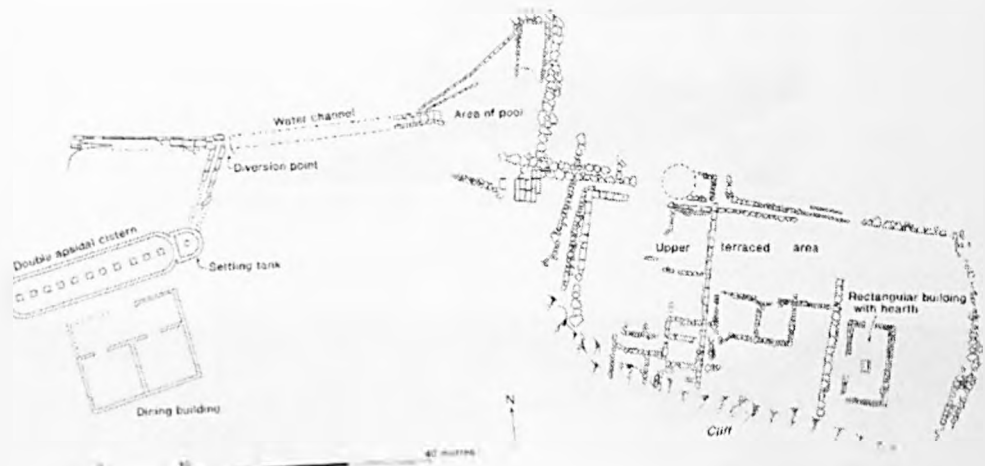 Water channel
Area of pool
Diversion point
Double apsidal cistern
Settling tank
Upper terraced area
Rectangular building
with hearth
Dining building
N
Cliff
40 metres